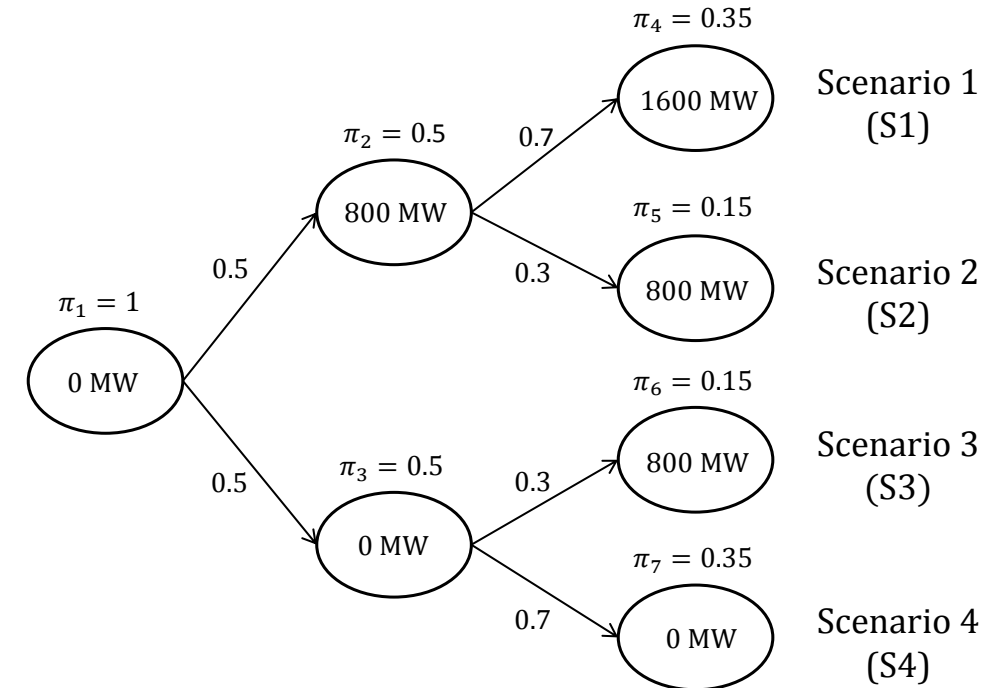 π₄ = 0.35
1600 MW
Scenario 1
(S1)
0.7
π₂ = 0.5
800 MW
π₅ = 0.15
0.3
800 MW
Scenario 2
(S2)
0.5
π₁ = 1
0 MW
π₆ = 0.15
800 MW
Scenario 3
(S3)
0.3
π₃ = 0.5
0.5
0 MW
π₇ = 0.35
0.7
0 MW
Scenario 4
(S4)